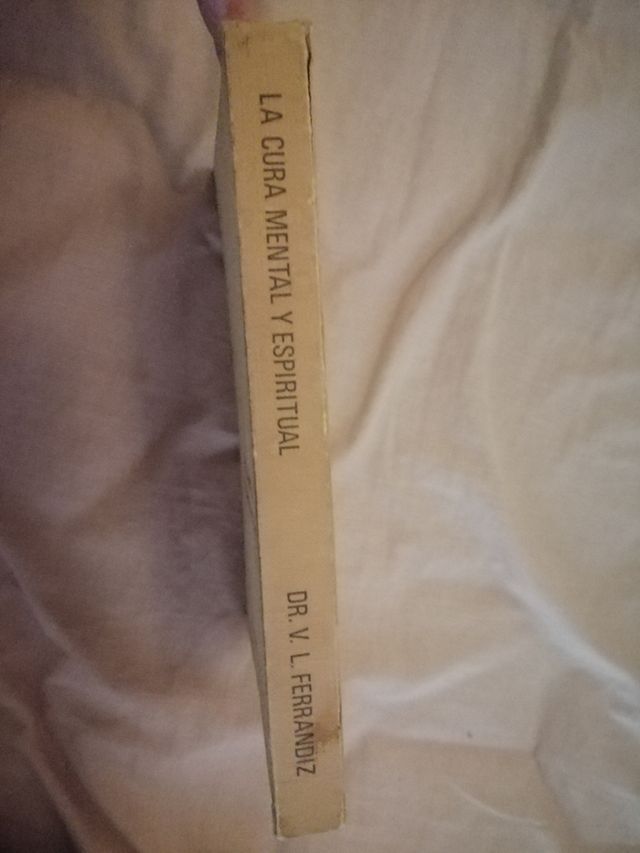 LA CURA MENTAL Y ESPIRITUAL
DR. V. L. FERRANDIZ